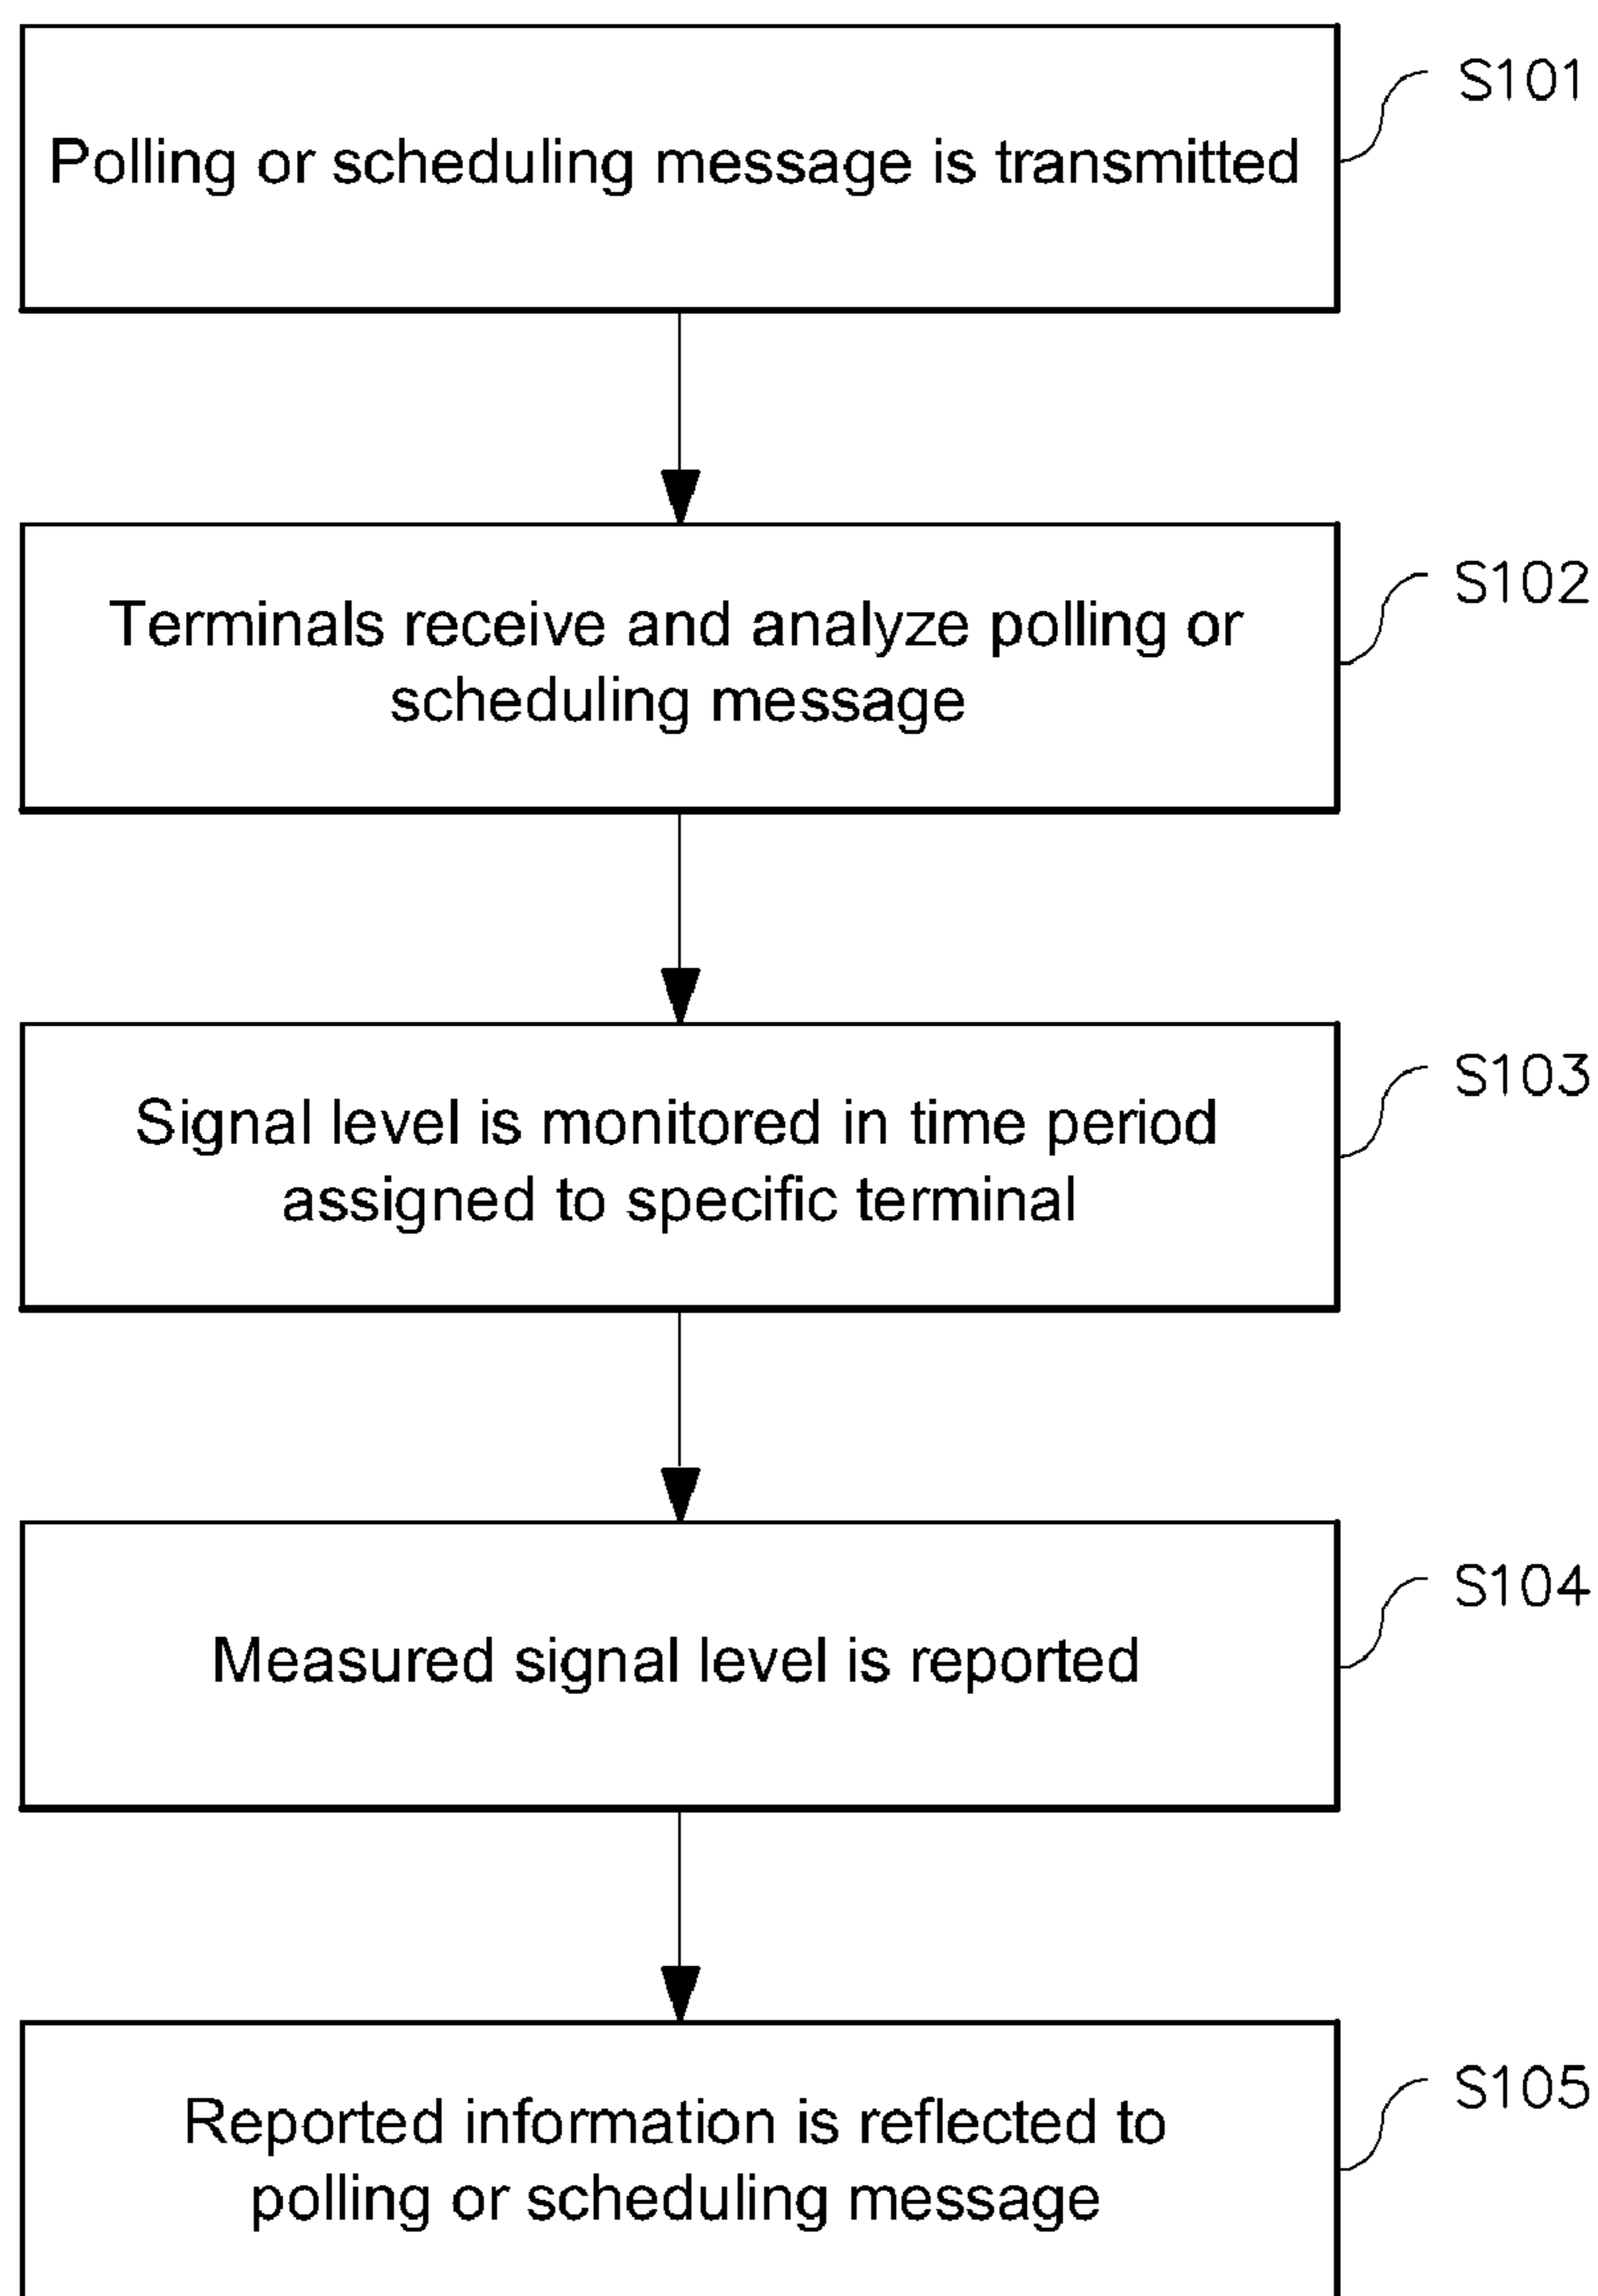 Polling or scheduling message is transmitted
S101
Terminals receive and analyze polling or
scheduling message
S102
Signal level is monitored in time period
assigned to specific terminal
S103
Measured signal level is reported
S104
Reported information is reflected to
polling or scheduling message
S105